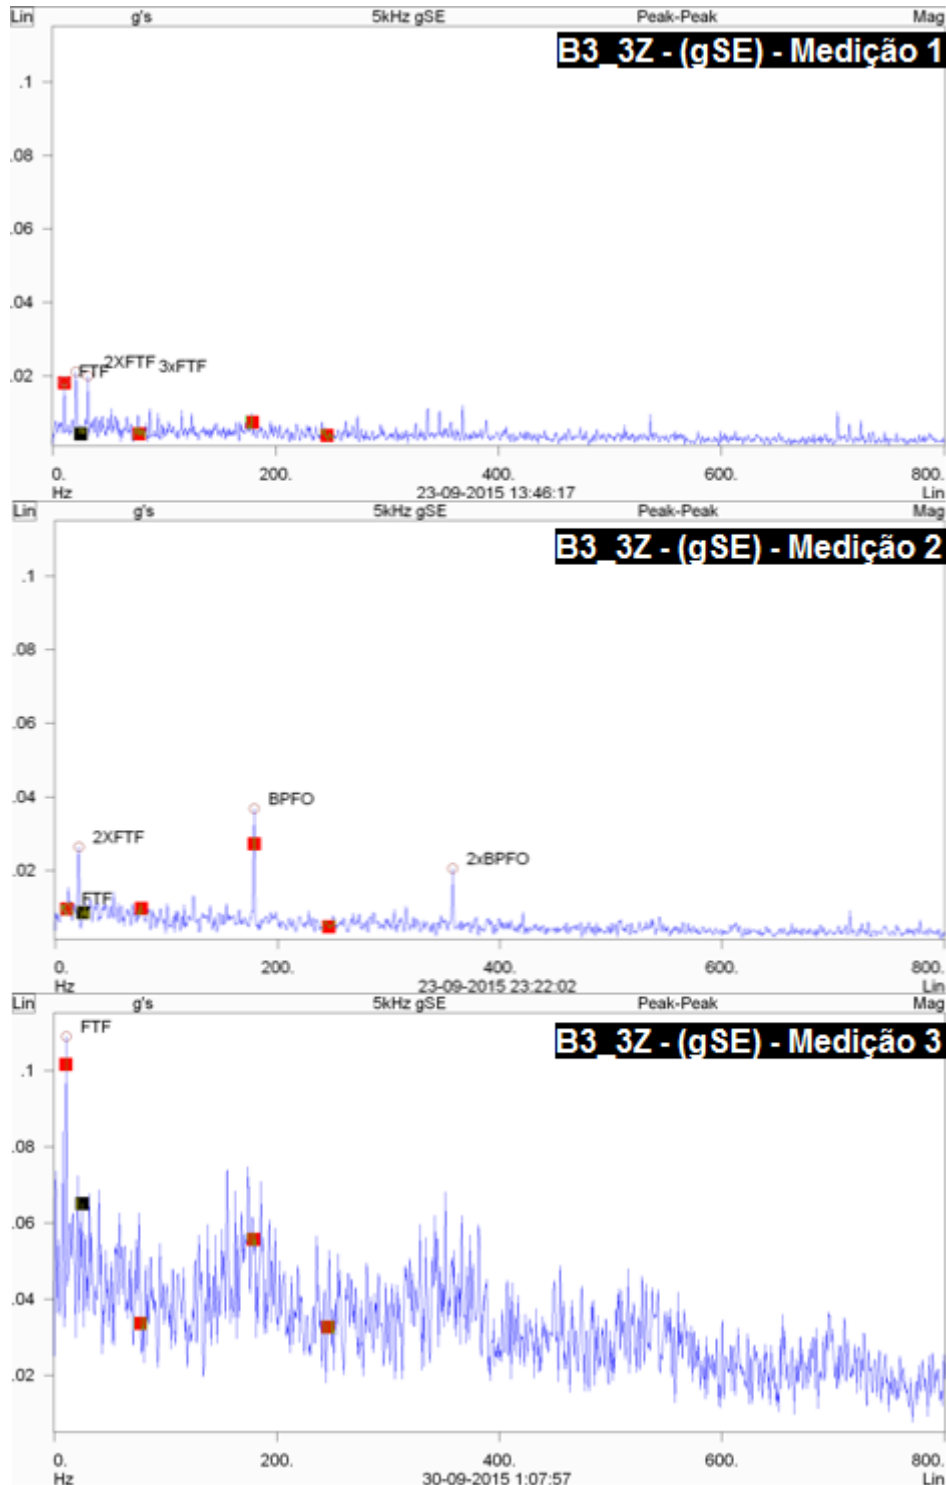 Lin g's 5kHz gSE Peak-Peak Mag
B3_3Z - (gSE) - Medição 1
.1
.08
.06
.04
.02
FTF 2XFTF 3xFTF
0. 200. 400. 600. 800.
Hz 23-09-2015 13:46:17 Lin
Lin g's 5kHz gSE Peak-Peak Mag
B3_3Z - (gSE) - Medição 2
.1
.08
.06
.04
BPFO
2XFTF
2xBPFO
.02
FTF
0. 200. 400. 600. 800.
Hz 23-09-2015 23:22:02 Lin
Lin g's 5kHz gSE Peak-Peak Mag
FTF
B3_3Z - (gSE) - Medição 3
.1
.08
.06
.04
.02
0. 200. 400. 600. 800.
Hz 30-09-2015 1:07:57 Lin